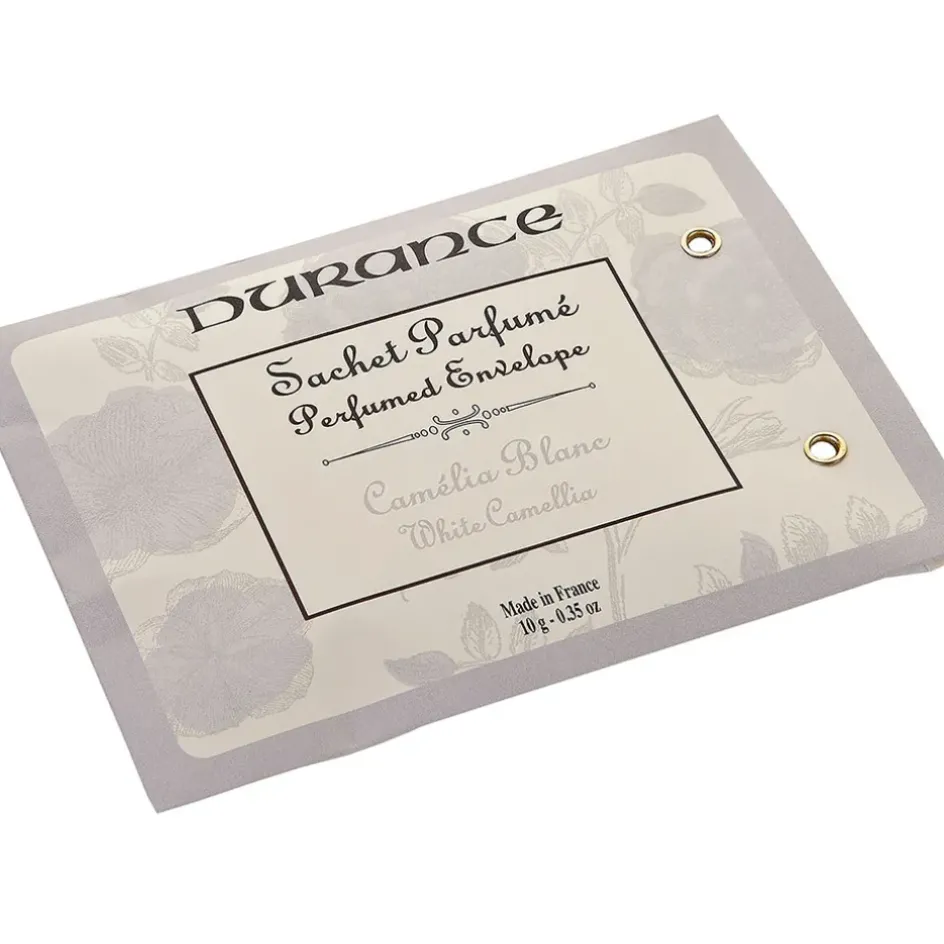 DURANCE
Sachet Parfumé
Perfumed Envelope
Camélia Blanc
White Camellia
Made in France
10 g - 0.35 oz